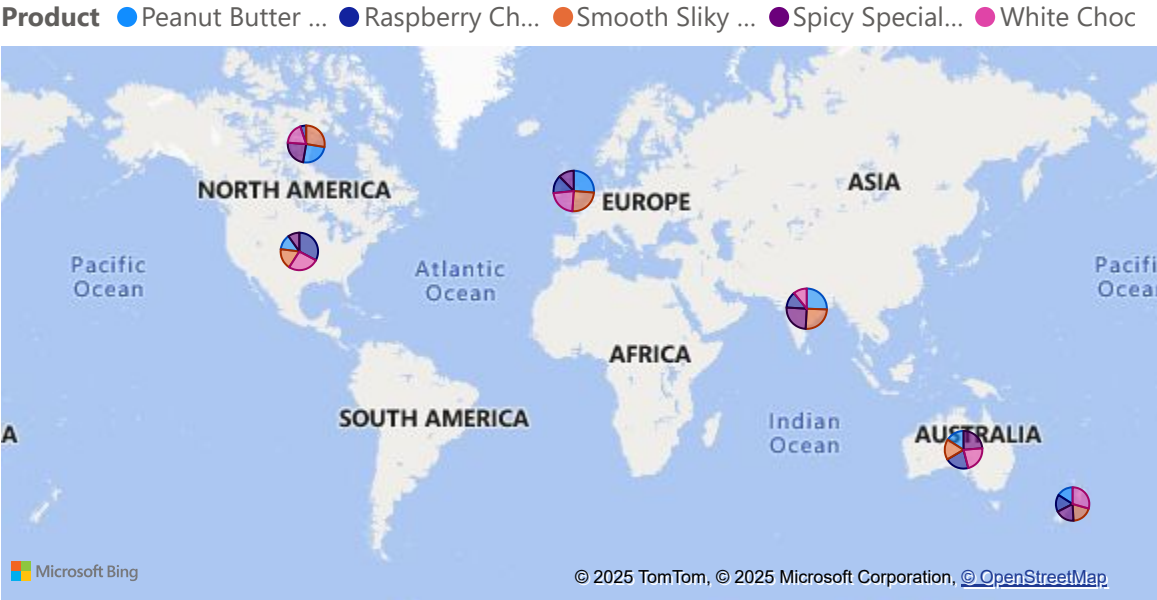 Product Peanut Butter ... Raspberry Ch... Smooth Sliky ... Spicy Special... White Choc
NORTH AMERICA
EUROPE
ASIA
Pacific
Ocean
Atlantic
Ocean
Pacifi
Ocea
AFRICA
SOUTH AMERICA
Indian
Ocean
A
AUSTRALIA
Microsoft Bing
© 2025 TomTom, © 2025 Microsoft Corporation, © OpenStreetMap